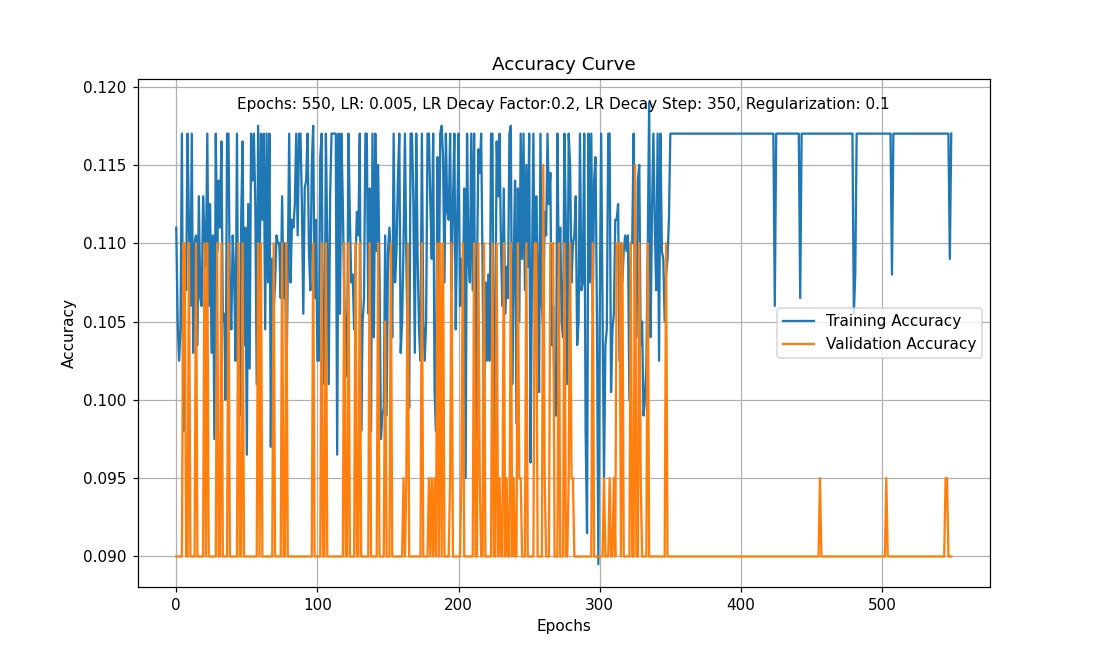 Accuracy Curve
Epochs: 550, LR: 0.005, LR Decay Factor:0.2, LR Decay Step: 350, Regularization: 0.1
0.120
0.115
0.110
0.105
0.100
0.095
0.090
Accuracy
Training Accuracy
Validation Accuracy
0 100 200 300 400 500
Epochs